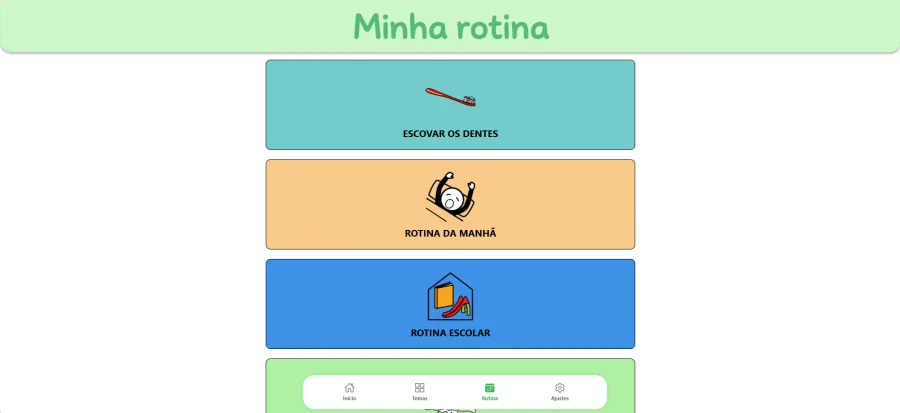 Minha rotina
ESCOVAR OS DENTES
ROTINA DA MANHÃ
ROTINA ESCOLAR
Início
Temas
Rotina
Ajustes